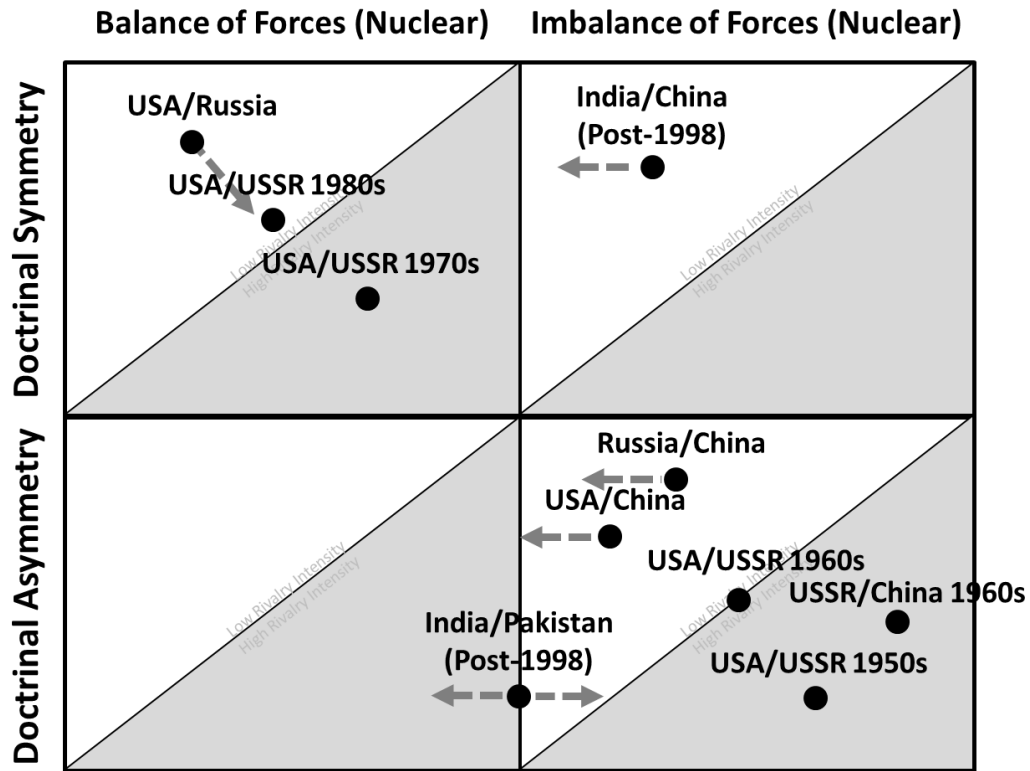 Balance of Forces (Nuclear)
Imbalance of Forces (Nuclear)
Doctrinal Symmetry
USA/Russia
USA/USSR 1980s
Low Rivalry Intensity
High Rivalry Intensity
USA/USSR 1970s
India/China
(Post-1998)
Low Rivalry Intensity
High Rivalry Intensity
Doctrinal Asymmetry
Low Rivalry Intensity
High Rivalry Intensity
India/Pakistan
(Post-1998)
Russia/China
USA/China
USA/USSR 1960s
Low Rivalry Intensity
High Rivalry Intensity
USSR/China 1960s
USA/USSR 1950s